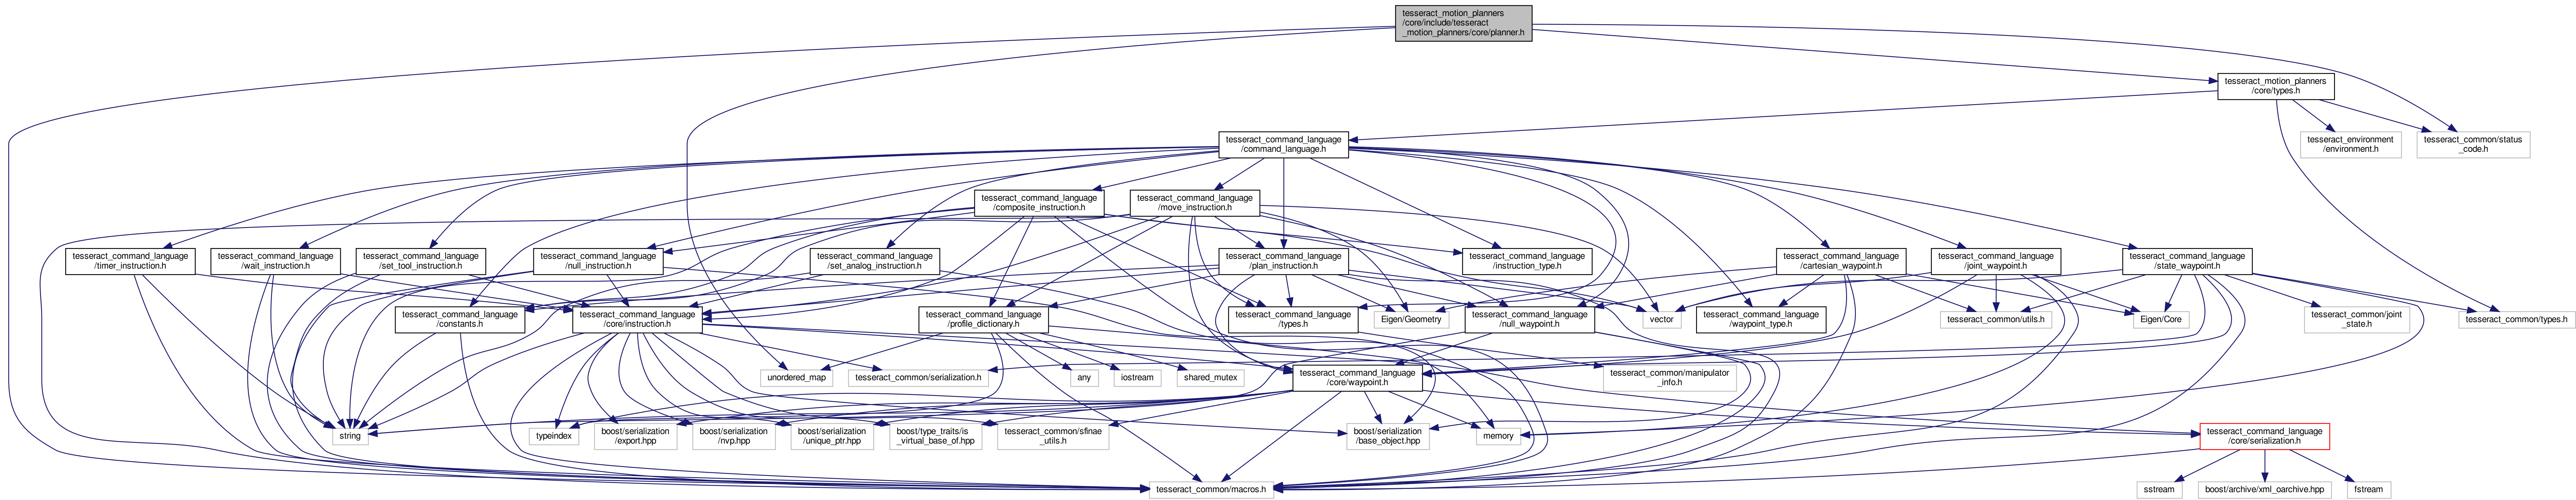 tesseract_motion_planners
/core/include/tesseract
_motion_planners/core/planner.h
tesseract_motion_planners
/core/types.h
tesseract_command_language
/command_language.h
tesseract_environment
/environment.h
tesseract_common/status
_code.h
tesseract_command_language
/composite_instruction.h
tesseract_command_language
/move_instruction.h
tesseract_command_language
/timer_instruction.h
tesseract_command_language
/wait_instruction.h
tesseract_command_language
/set_tool_instruction.h
tesseract_command_language
/null_instruction.h
tesseract_command_language
/set_analog_instruction.h
tesseract_command_language
/plan_instruction.h
tesseract_command_language
/instruction_type.h
tesseract_command_language
/cartesian_waypoint.h
tesseract_command_language
/joint_waypoint.h
tesseract_command_language
/state_waypoint.h
tesseract_command_language
/constants.h
tesseract_command_language
/core/instruction.h
tesseract_command_language
/profile_dictionary.h
tesseract_command_language
/types.h
Eigen/Geometry
tesseract_command_language
/null_waypoint.h
vector
tesseract_command_language
/waypoint_type.h
tesseract_common/utils.h
Eigen/Core
tesseract_common/joint
_state.h
tesseract_common/types.h
unordered_map
tesseract_common/serialization.h
any
iostream
shared_mutex
tesseract_command_language
/core/waypoint.h
tesseract_common/manipulator
_info.h
string
typeindex
boost/serialization
/export.hpp
boost/serialization
/nvp.hpp
boost/serialization
/unique_ptr.hpp
boost/type_traits/is
_virtual_base_of.hpp
tesseract_common/sfinae
_utils.h
boost/serialization
/base_object.hpp
memory
tesseract_command_language
/core/serialization.h
tesseract_common/macros.h
sstream
boost/archive/xml_oarchive.hpp
fstream